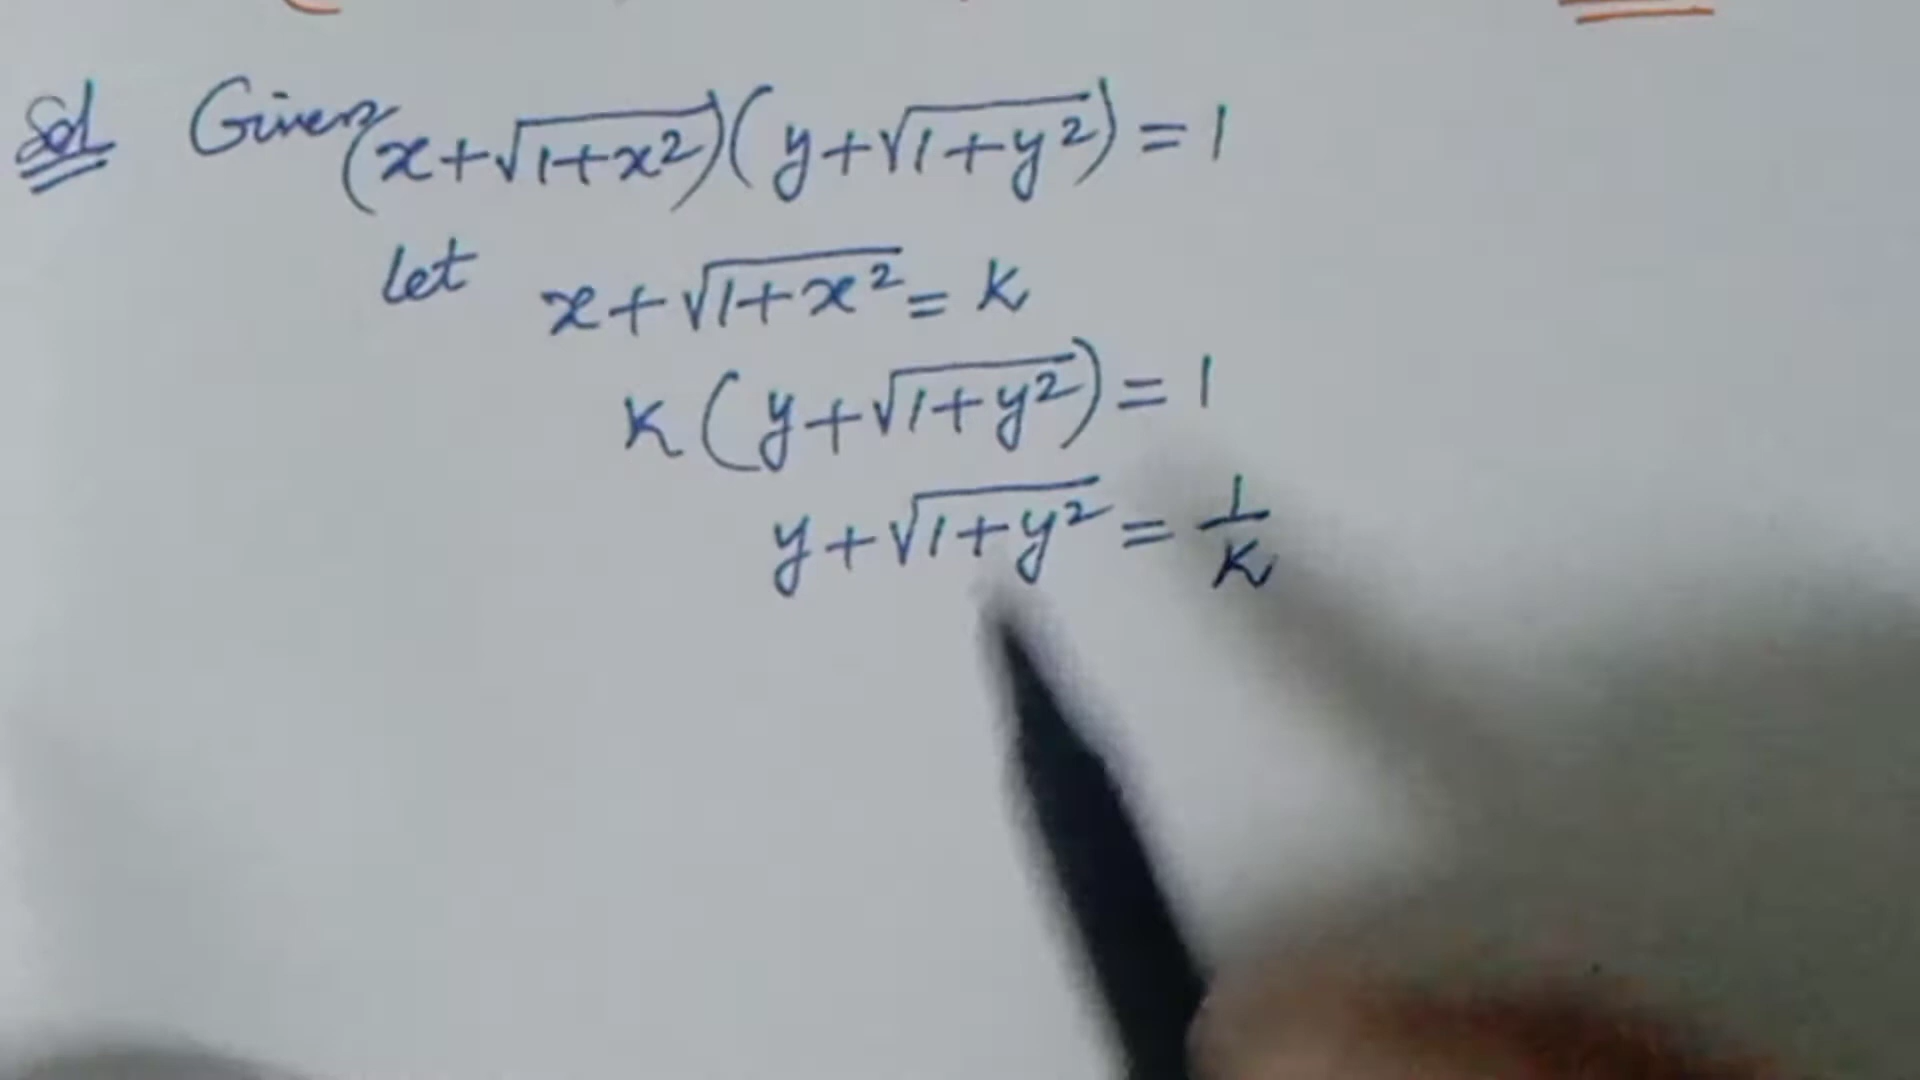 Sol Given (x+√1+x²)(y+√1+y²) = 1
let x+√1+x² = K
K(y+√1+y²) = 1
y+√1+y² = 1/K